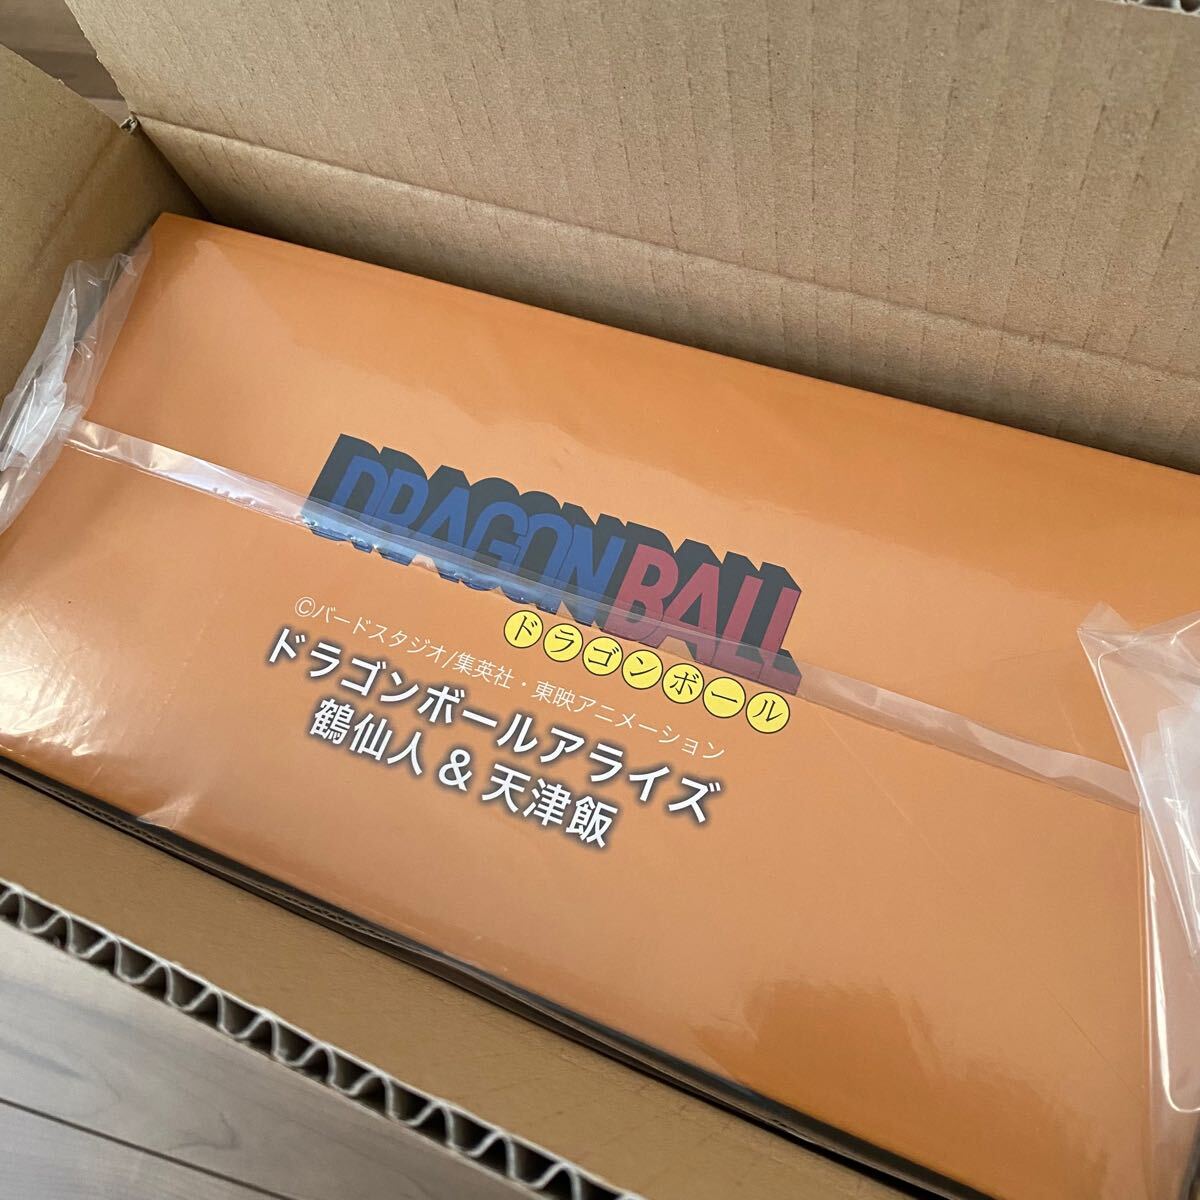 DRAGON BALL
ドラゴンボール
©バードスタジオ/集英社・東映アニメーション
ドラゴンボールアライズ
鶴仙人 & 天津飯